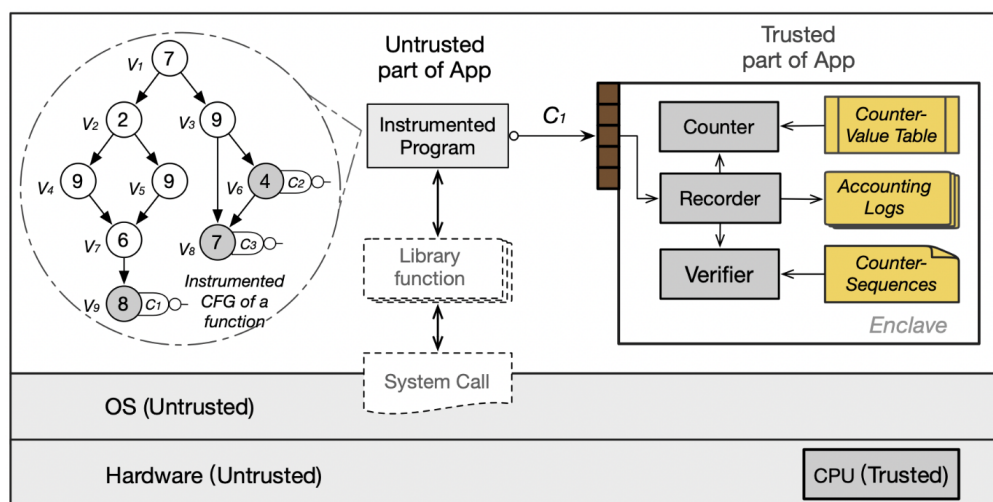 Untrusted
part of App
Trusted
part of App
V1
7
V2
2
V3
9
V4
9
V5
9
V6
4
C2
V7
6
V8
7
C3
V9
8
C1
Instrumented
CFG of a
function
Instrumented
Program
C1
Library
function
System Call
Counter
Counter-
Value Table
Recorder
Accounting
Logs
Verifier
Counter-
Sequences
Enclave
OS (Untrusted)
Hardware (Untrusted)
CPU (Trusted)